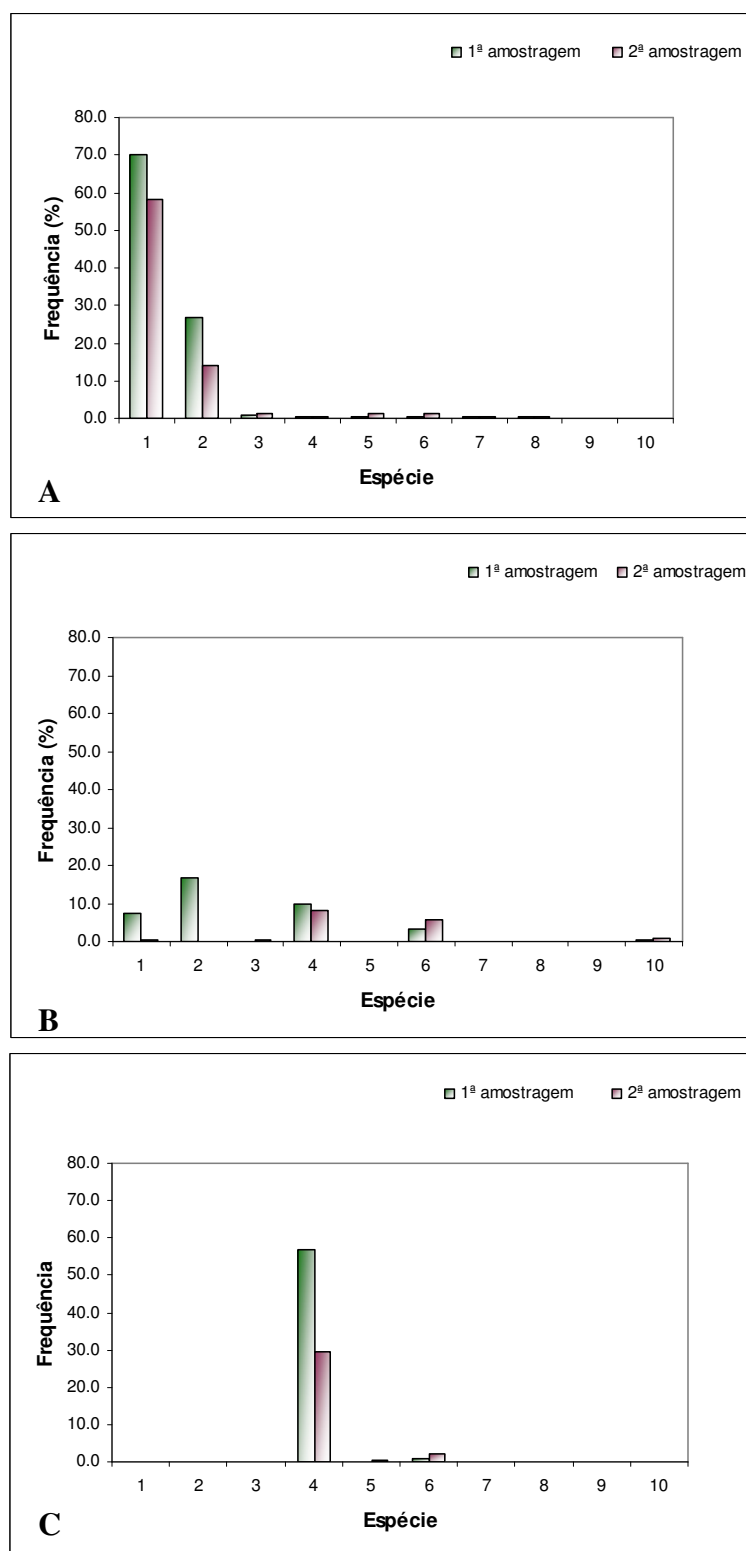 1ª amostragem 2ª amostragem
80.0
70.0
60.0
50.0
40.0
30.0
20.0
10.0
0.0
Frequência (%)
1 2 3 4 5 6 7 8 9 10
Espécie
A
1ª amostragem 2ª amostragem
80.0
70.0
60.0
50.0
40.0
30.0
20.0
10.0
0.0
Frequência (%)
1 2 3 4 5 6 7 8 9 10
Espécie
B
1ª amostragem 2ª amostragem
80.0
70.0
60.0
50.0
40.0
30.0
20.0
10.0
0.0
Frequência
1 2 3 4 5 6 7 8 9 10
Espécie
C